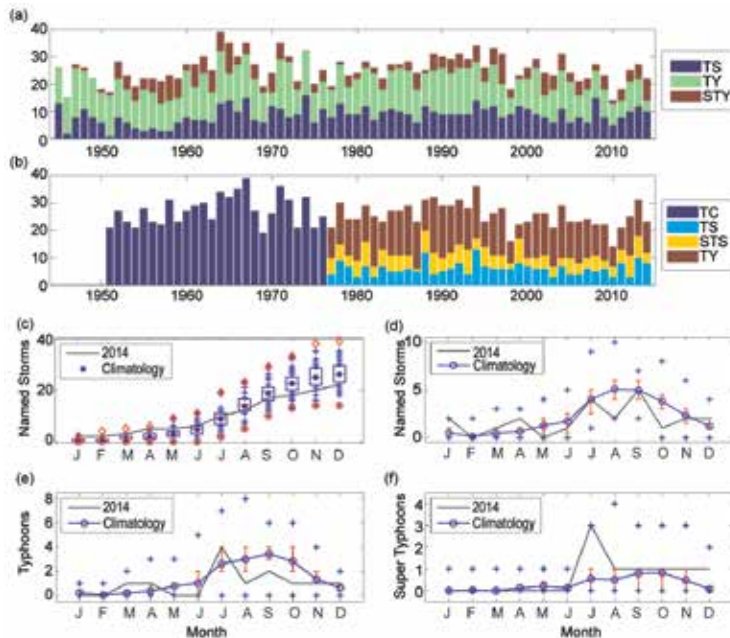 (a)
40
30
20
10
0
1950 1960 1970 1980 1990 2000 2010
TS
TY
STY
(b)
40
30
20
10
0
1950 1960 1970 1980 1990 2000 2010
TC
TS
STS
TY
(c)
Named Storms
40
20
0
2014
Climatology
J F M A M J J A S O N D
(d)
Named Storms
10
5
0
2014
Climatology
J F M A M J J A S O N D
(e)
Typhoons
8
6
4
2
0
2014
Climatology
J F M A M J J A S O N D
Month
(f)
Super Typhoons
4
3
2
1
0
2014
Climatology
J F M A M J J A S O N D
Month